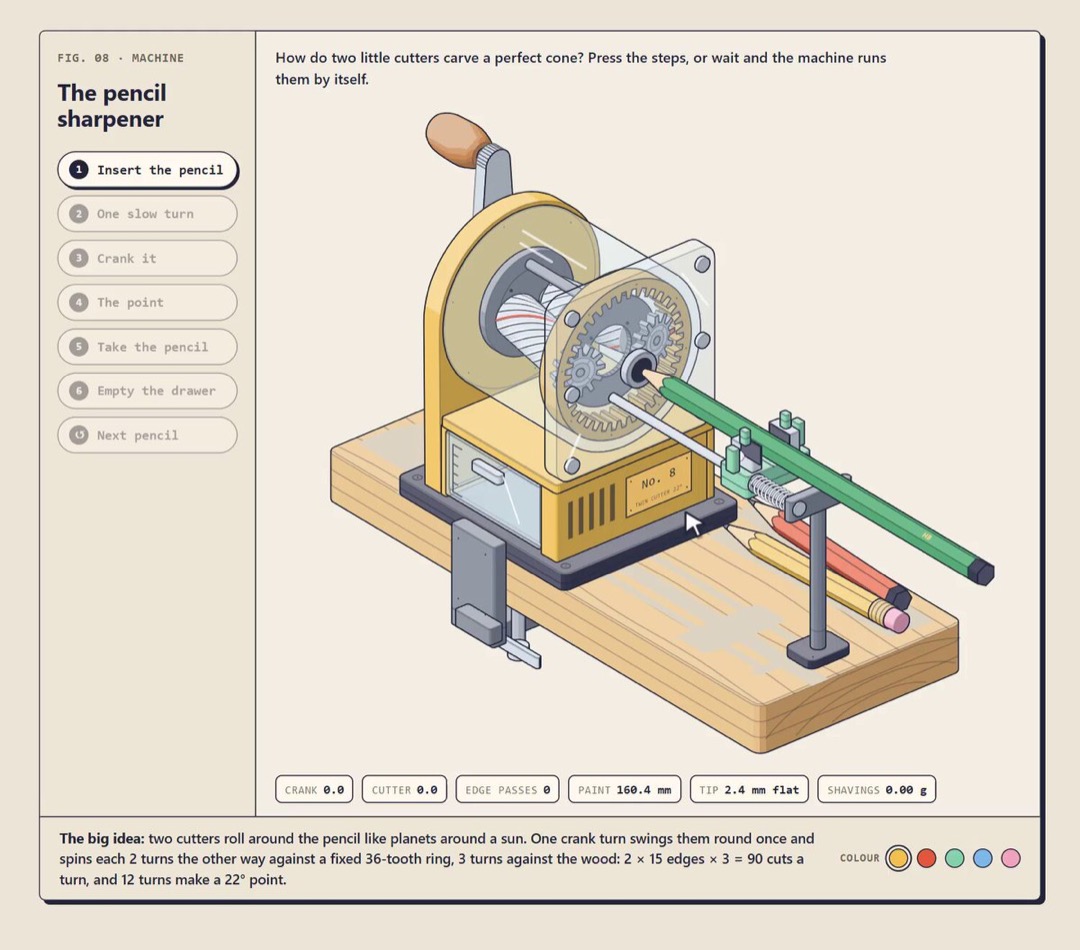 FIG. 08 · MACHINE
The pencil
sharpener
1 Insert the pencil
2 One slow turn
3 Crank it
4 The point
5 Take the pencil
6 Empty the drawer
↺ Next pencil
How do two little cutters carve a perfect cone? Press the steps, or wait and the machine runs
them by itself.
No. 8
TWIN CUTTER 22°
HB
CRANK 0.0
CUTTER 0.0
EDGE PASSES 0
PAINT 160.4 mm
TIP 2.4 mm flat
SHAVINGS 0.00 g
The big idea: two cutters roll around the pencil like planets around a sun. One crank turn swings them round once and
spins each 2 turns the other way against a fixed 36-tooth ring, 3 turns against the wood: 2 × 15 edges × 3 = 90 cuts a
turn, and 12 turns make a 22° point.
COLOUR